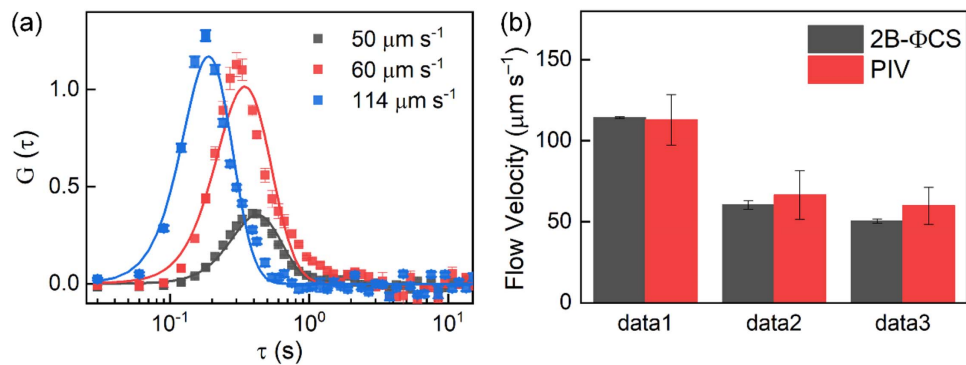 (a)
50 μm s⁻¹
60 μm s⁻¹
114 μm s⁻¹
1.0
0.5
0.0
G (τ)
10⁻¹
10⁰
10¹
τ (s)
(b)
2B-ΦCS
PIV
150
100
50
0
Flow Velocity (μm s⁻¹)
data1
data2
data3